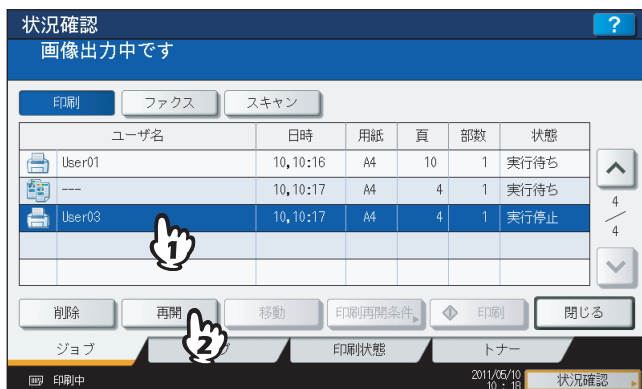 状況確認 ?
画像出力中です
印刷 ファクス スキャン
ユーザ名 日時 用紙 頁 部数 状態
User01 10,10:16 A4 10 1 実行待ち
--- 10,10:17 A4 4 1 実行待ち
User03 10,10:17 A4 4 1 実行停止
4
4
1
削除 再開 移動 印刷再開条件 印刷 閉じる
2
ジョブ 印刷状態 トナー
印刷中 2011/05/10
10:18 状況確認